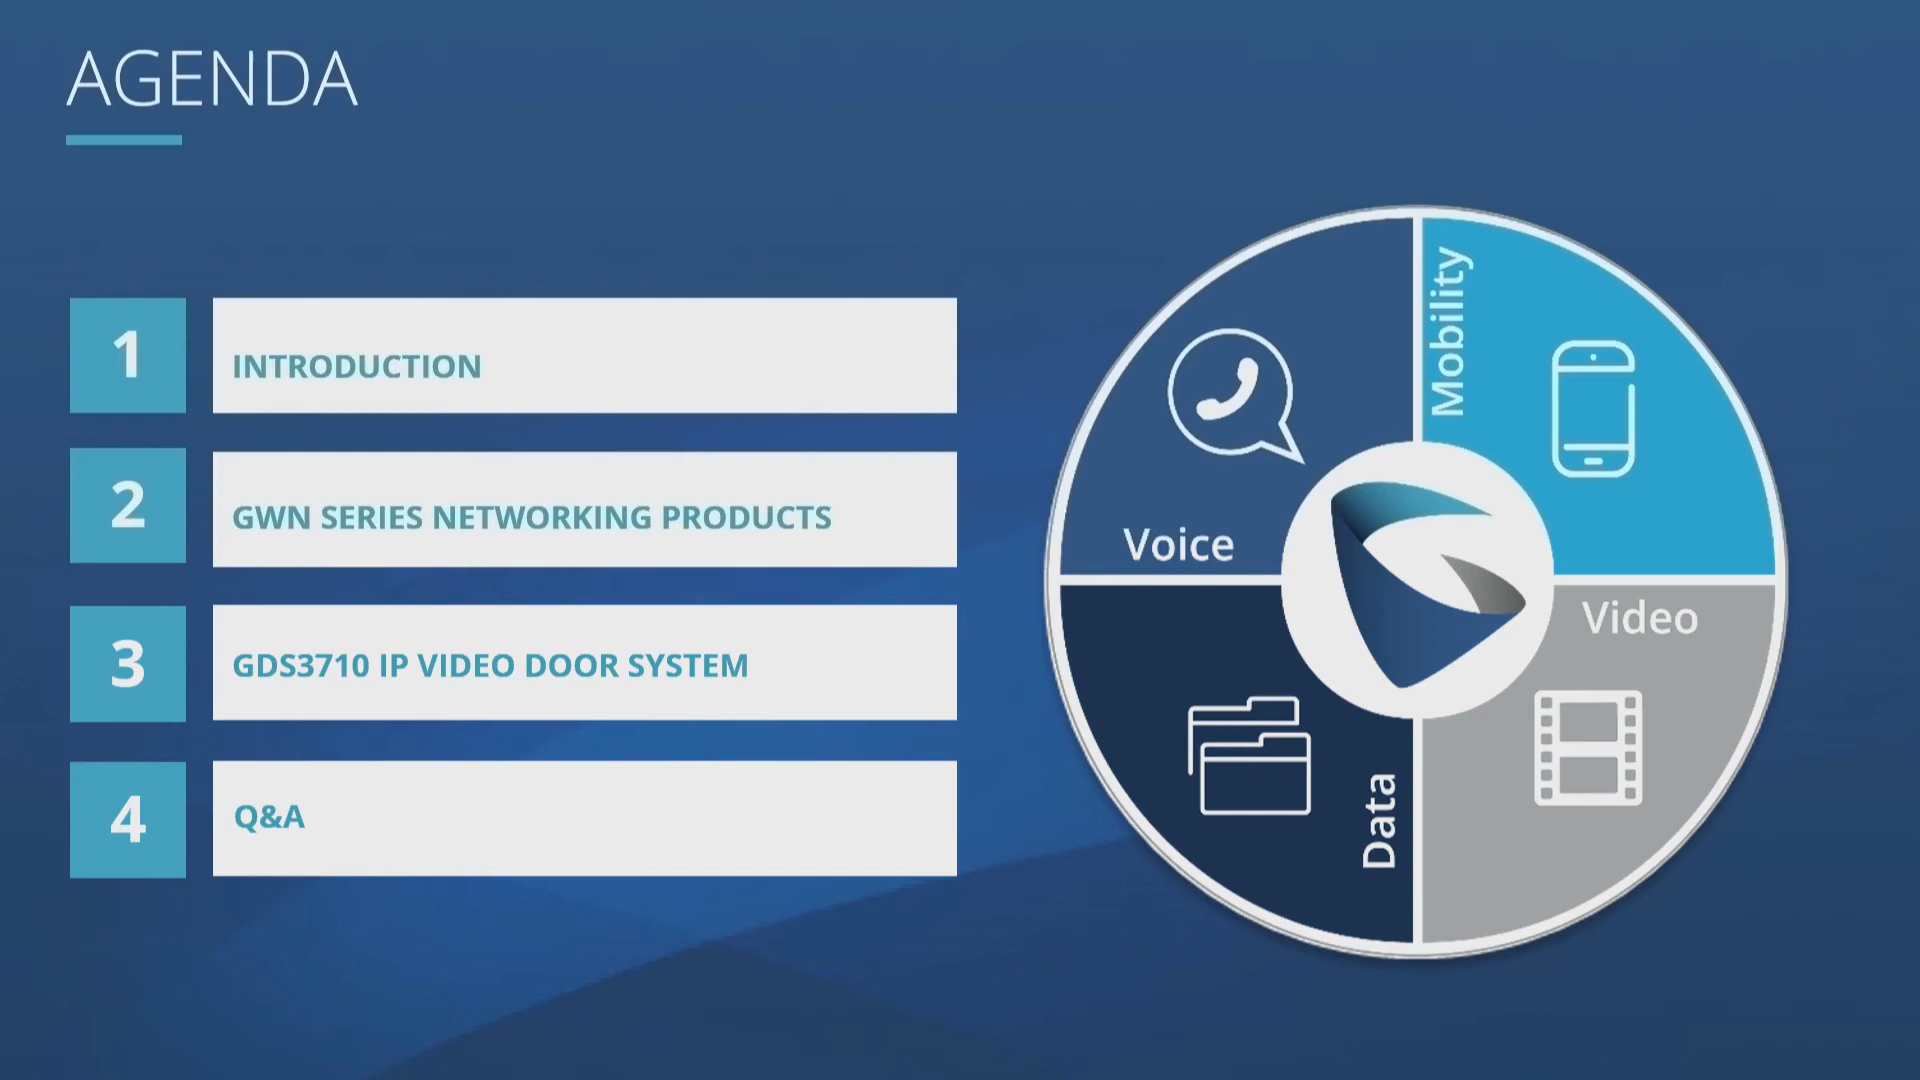 AGENDA
1
INTRODUCTION
2
GWN SERIES NETWORKING PRODUCTS
3
GDS3710 IP VIDEO DOOR SYSTEM
4
Q&A
Voice
Mobility
Data
Video